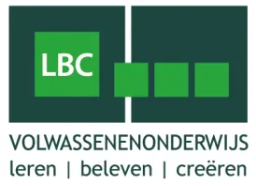 LBC
VOLWASSENENONDERWIJS
leren | beleven | creëren